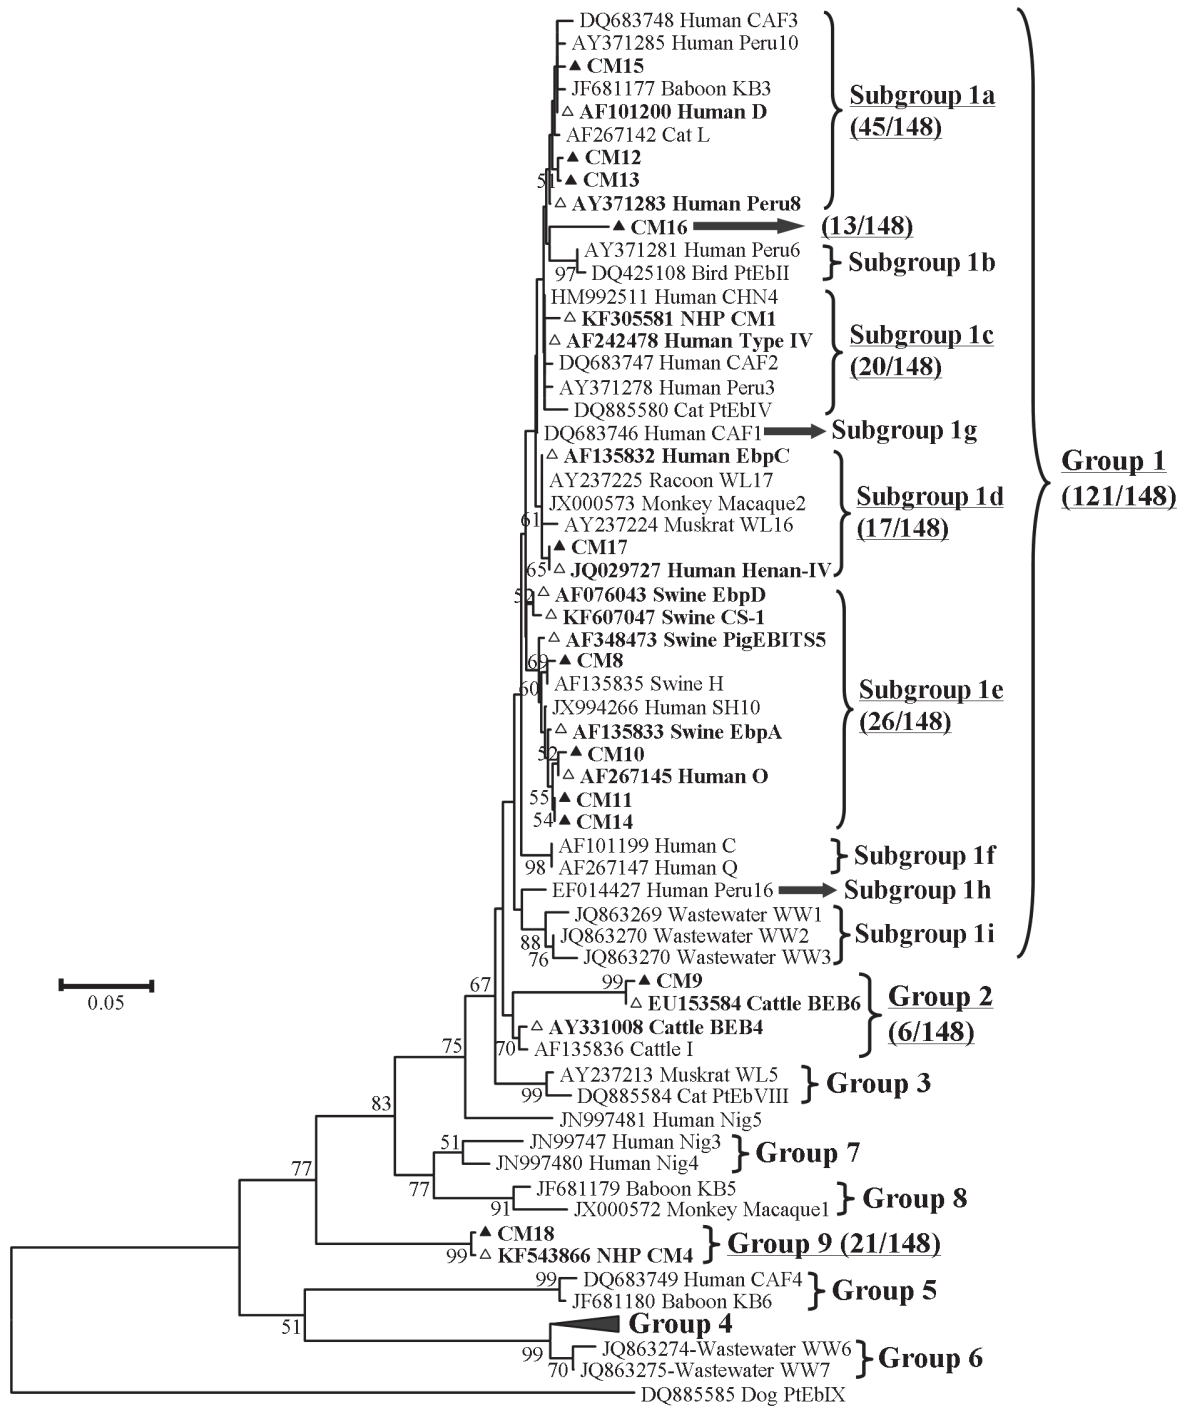 DQ683748 Human CAF3
AY371285 Human Peru10
▲ CM15
JF681177 Baboon KB3
△ AF101200 Human D
AF267142 Cat L
▲ CM12
▲ CM13
51
△ AY371283 Human Peru8
Subgroup 1a
(45/148)
▲ CM16
(13/148)
AY371281 Human Peru6
97
DQ425108 Bird PtEbII
Subgroup 1b
HM992511 Human CHN4
△ KF305581 NHP CM1
△ AF242478 Human Type IV
DQ683747 Human CAF2
AY371278 Human Peru3
DQ885580 Cat PtEbIV
Subgroup 1c
(20/148)
DQ683746 Human CAF1
Subgroup 1g
△ AF135832 Human EbpC
AY237225 Racoon WL17
JX000573 Monkey Macaque2
61
AY237224 Muskrat WL16
▲ CM17
65
△ JQ029727 Human Henan-IV
Subgroup 1d
(17/148)
52
△ AF076043 Swine EbpD
△ KF607047 Swine CS-1
△ AF348473 Swine PigEBITS5
69
▲ CM8
60
AF135835 Swine H
JX994266 Human SH10
△ AF135833 Swine EbpA
52
▲ CM10
△ AF267145 Human O
55
▲ CM11
54
▲ CM14
Subgroup 1e
(26/148)
AF101199 Human C
98
AF267147 Human Q
Subgroup 1f
EF014427 Human Peru16
Subgroup 1h
JQ863269 Wastewater WW1
88
JQ863270 Wastewater WW2
76
JQ863270 Wastewater WW3
Subgroup 1i
Group 1
(121/148)
0.05
67
99
▲ CM9
△ EU153584 Cattle BEB6
△ AY331008 Cattle BEB4
70
AF135836 Cattle I
Group 2
(6/148)
75
AY237213 Muskrat WL5
99
DQ885584 Cat PtEbVIII
Group 3
83
JN997481 Human Nig5
51
JN99747 Human Nig3
JN997480 Human Nig4
Group 7
77
77
JF681179 Baboon KB5
91
JX000572 Monkey Macaque1
Group 8
▲ CM18
99
△ KF543866 NHP CM4
Group 9 (21/148)
99
DQ683749 Human CAF4
JF681180 Baboon KB6
Group 5
51
Group 4
99
JQ863274-Wastewater WW6
70
JQ863275-Wastewater WW7
Group 6
DQ885585 Dog PtEbIX